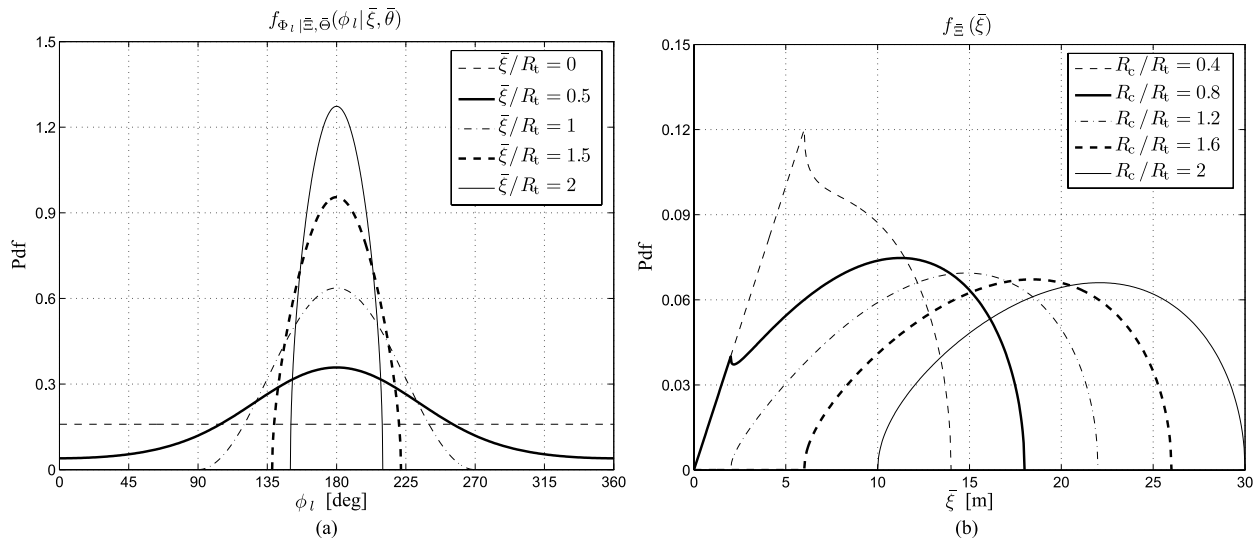 f_{Φ_l|Ξ̄,Θ̄}(ϕ_l|ξ̄,θ̄)
1.5
1.2
0.9
0.6
0.3
0
Pdf
ξ̄/R_t = 0
ξ̄/R_t = 0.5
ξ̄/R_t = 1
ξ̄/R_t = 1.5
ξ̄/R_t = 2
0 45 90 135 180 225 270 315 360
ϕ_l [deg]
(a)
f_Ξ̄(ξ̄)
0.15
0.12
0.09
0.06
0.03
0
Pdf
R_c/R_t = 0.4
R_c/R_t = 0.8
R_c/R_t = 1.2
R_c/R_t = 1.6
R_c/R_t = 2
0 5 10 15 20 25 30
ξ̄ [m]
(b)